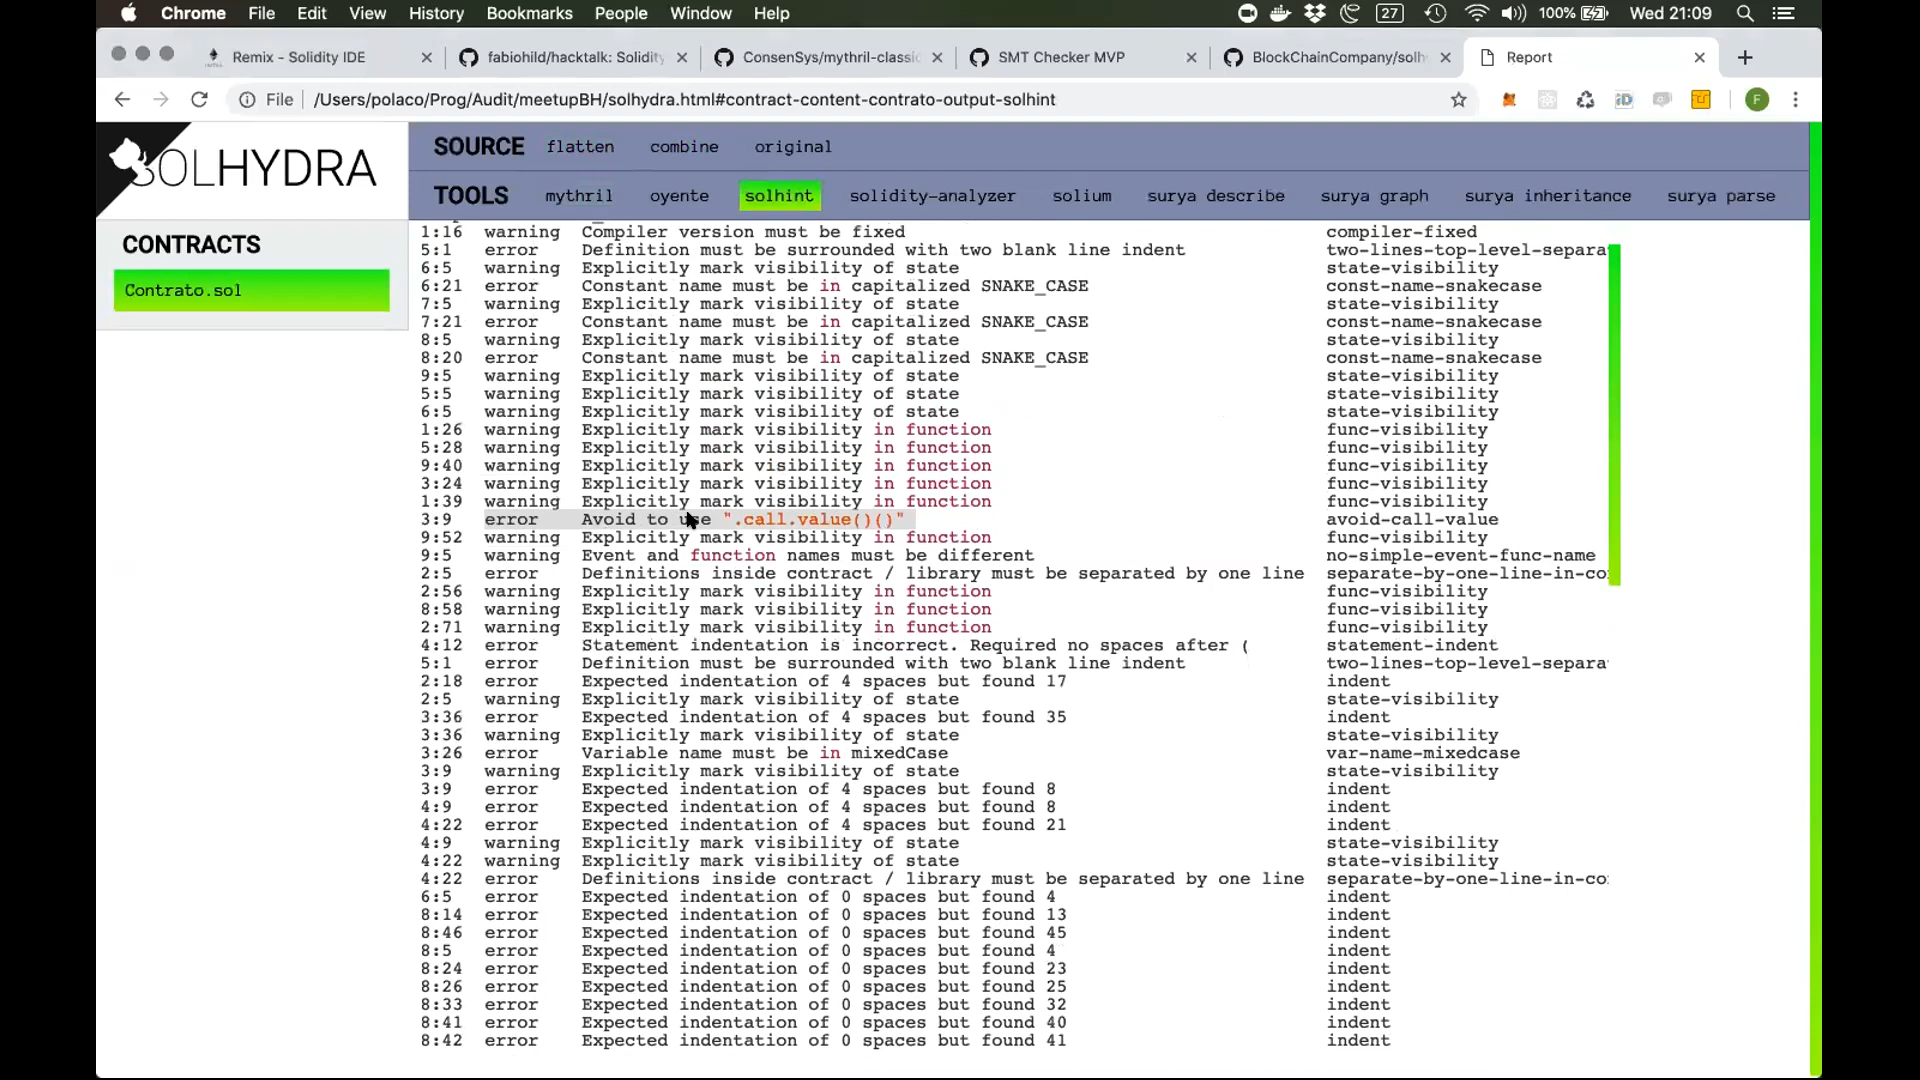 Chrome File Edit View History Bookmarks People Window Help 27 100% Wed 21:09
Remix - Solidity IDE fabiohild/hacktalk: Solidity ConsenSys/mythril-classic SMT Checker MVP BlockChainCompany/solh Report
File /Users/polaco/Prog/Audit/meetupBH/solhydra.html#contract-content-contrato-output-solhint F
SOLHYDRA
SOURCE flatten combine original
TOOLS mythril oyente solhint solidity-analyzer solium surya describe surya graph surya inheritance surya parse
CONTRACTS
Contrato.sol
1:16 warning Compiler version must be fixed compiler-fixed
5:1 error Definition must be surrounded with two blank line indent two-lines-top-level-separa
6:5 warning Explicitly mark visibility of state state-visibility
6:21 error Constant name must be in capitalized SNAKE_CASE const-name-snakecase
7:5 warning Explicitly mark visibility of state state-visibility
7:21 error Constant name must be in capitalized SNAKE_CASE const-name-snakecase
8:5 warning Explicitly mark visibility of state state-visibility
8:20 error Constant name must be in capitalized SNAKE_CASE const-name-snakecase
9:5 warning Explicitly mark visibility of state state-visibility
5:5 warning Explicitly mark visibility of state state-visibility
6:5 warning Explicitly mark visibility of state state-visibility
1:26 warning Explicitly mark visibility in function func-visibility
5:28 warning Explicitly mark visibility in function func-visibility
9:40 warning Explicitly mark visibility in function func-visibility
3:24 warning Explicitly mark visibility in function func-visibility
1:39 warning Explicitly mark visibility in function func-visibility
3:9 error Avoid to use ".call.value()()" avoid-call-value
9:52 warning Explicitly mark visibility in function func-visibility
9:5 warning Event and function names must be different no-simple-event-func-name
2:5 error Definitions inside contract / library must be separated by one line separate-by-one-line-in-co
2:56 warning Explicitly mark visibility in function func-visibility
8:58 warning Explicitly mark visibility in function func-visibility
2:71 warning Explicitly mark visibility in function func-visibility
4:12 error Statement indentation is incorrect. Required no spaces after ( statement-indent
5:1 error Definition must be surrounded with two blank line indent two-lines-top-level-separa
2:18 error Expected indentation of 4 spaces but found 17 indent
2:5 warning Explicitly mark visibility of state state-visibility
3:36 error Expected indentation of 4 spaces but found 35 indent
3:36 warning Explicitly mark visibility of state state-visibility
3:26 error Variable name must be in mixedCase var-name-mixedcase
3:9 warning Explicitly mark visibility of state state-visibility
3:9 error Expected indentation of 4 spaces but found 8 indent
4:9 error Expected indentation of 4 spaces but found 8 indent
4:22 error Expected indentation of 4 spaces but found 21 indent
4:9 warning Explicitly mark visibility of state state-visibility
4:22 warning Explicitly mark visibility of state state-visibility
4:22 error Definitions inside contract / library must be separated by one line separate-by-one-line-in-co
6:5 error Expected indentation of 0 spaces but found 4 indent
8:14 error Expected indentation of 0 spaces but found 13 indent
8:46 error Expected indentation of 0 spaces but found 45 indent
8:5 error Expected indentation of 0 spaces but found 4 indent
8:24 error Expected indentation of 0 spaces but found 23 indent
8:26 error Expected indentation of 0 spaces but found 25 indent
8:33 error Expected indentation of 0 spaces but found 32 indent
8:41 error Expected indentation of 0 spaces but found 40 indent
8:42 error Expected indentation of 0 spaces but found 41 indent